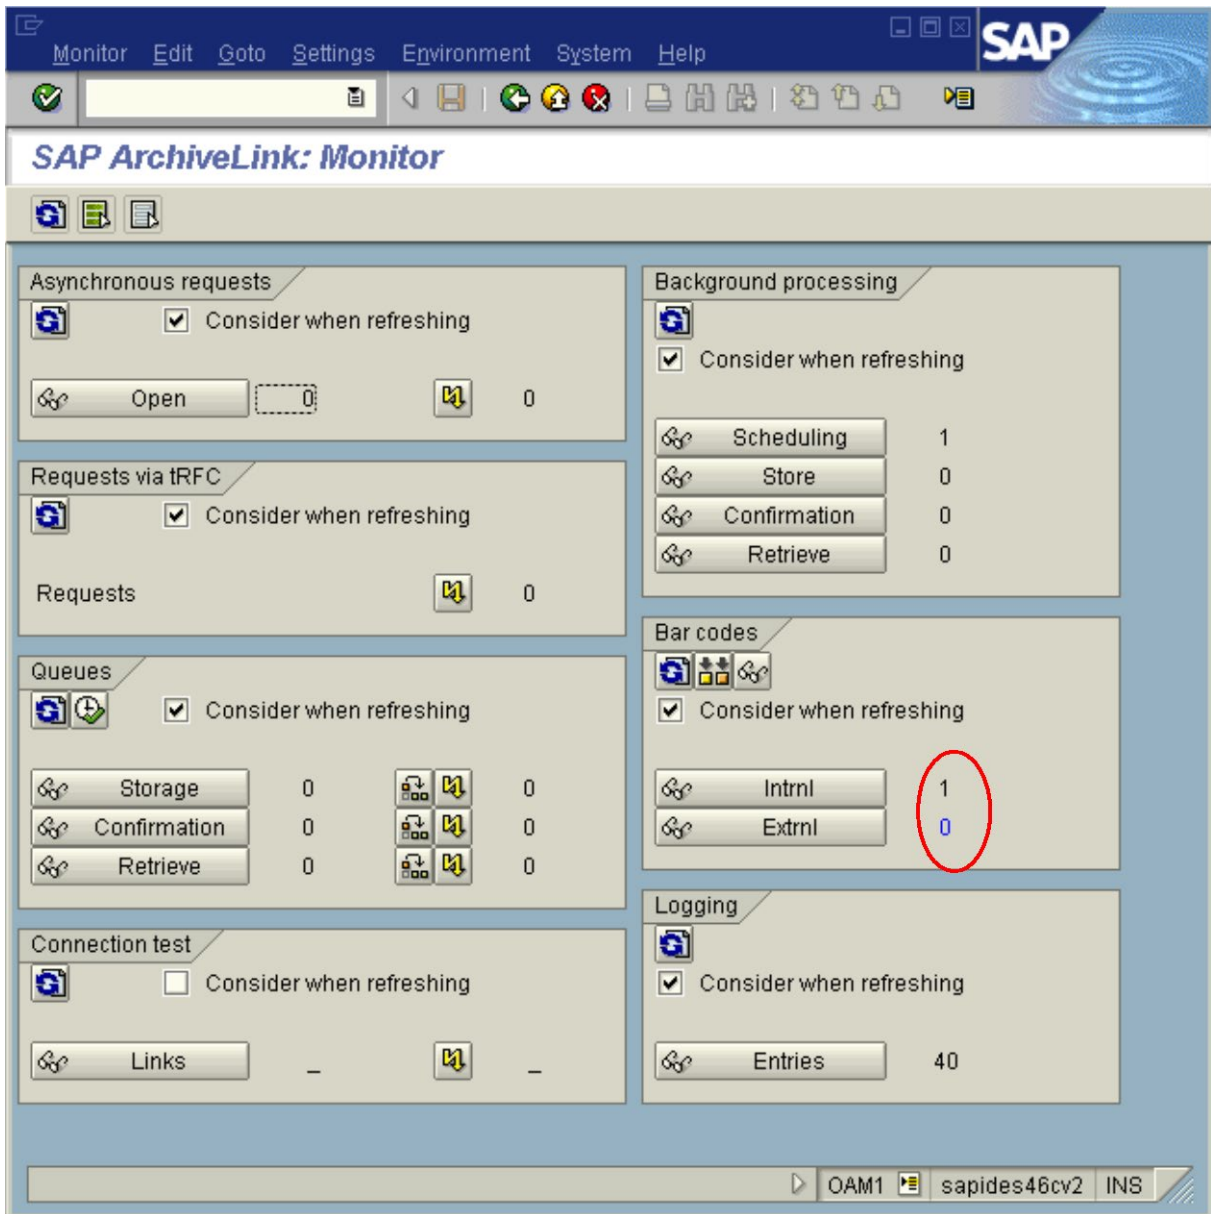 Monitor Edit Goto Settings Environment System Help
SAP
SAP ArchiveLink: Monitor
Asynchronous requests
Consider when refreshing
Open 0 0
Requests via tRFC
Consider when refreshing
Requests 0
Queues
Consider when refreshing
Storage 0 0
Confirmation 0 0
Retrieve 0 0
Connection test
Consider when refreshing
Links _ _
Background processing
Consider when refreshing
Scheduling 1
Store 0
Confirmation 0
Retrieve 0
Bar codes
Consider when refreshing
Intrnl 1
Extrnl 0
Logging
Consider when refreshing
Entries 40
OAM1 sapides46cv2 INS